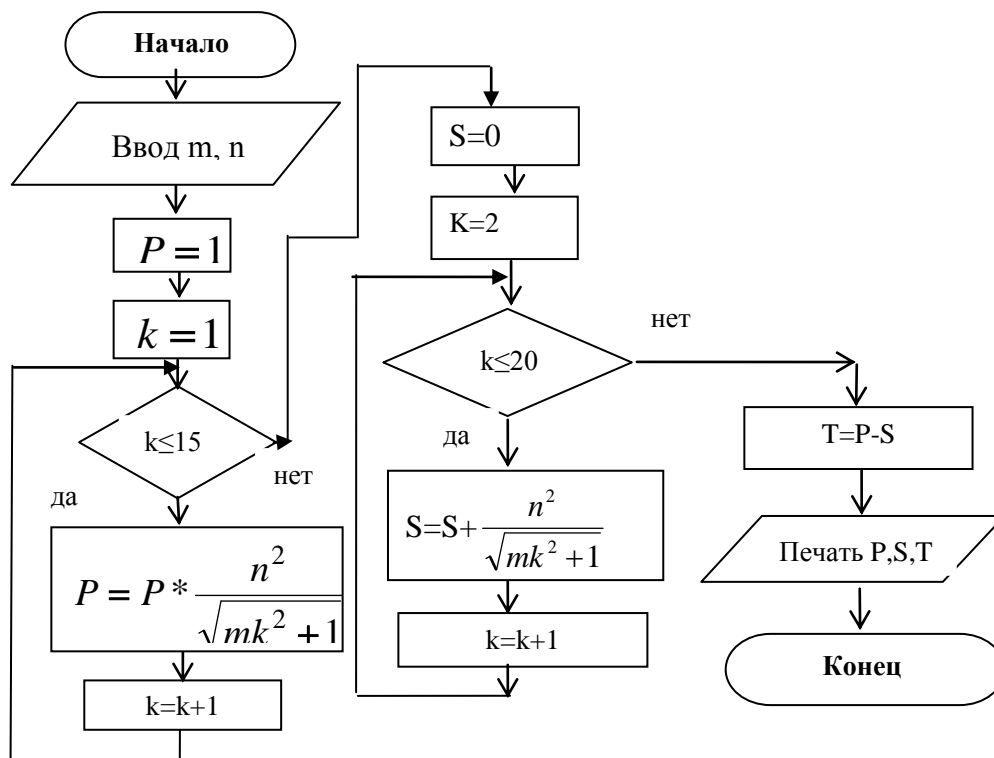 Начало
Ввод m, n
P = 1
k = 1
k≤15
да
нет
P = P * n² / √(mk² + 1)
k=k+1
S=0
K=2
k≤20
да
нет
S=S+ n² / √(mk² + 1)
k=k+1
T=P-S
Печать P,S,T
Конец